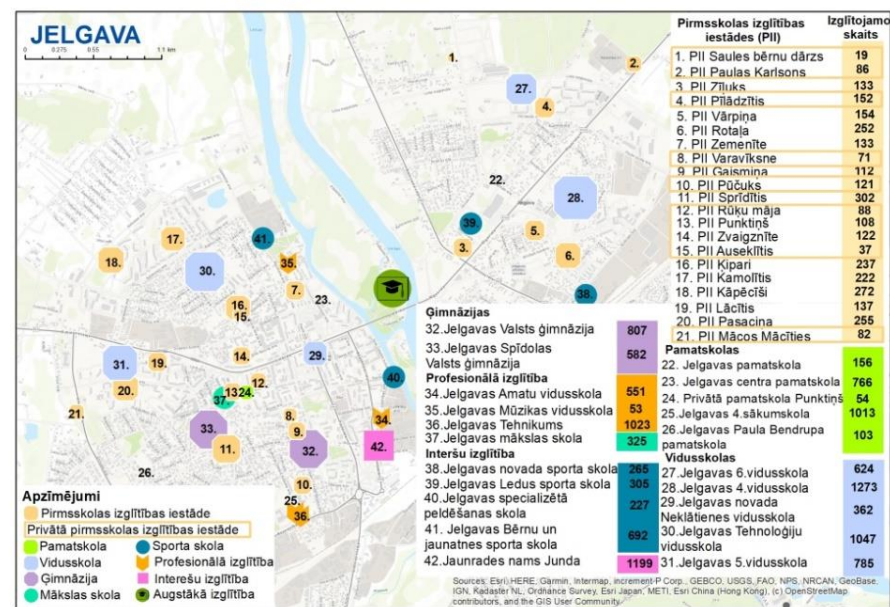 JELGAVA
0 0.275 0.55 1.1 km
Pirmsskolas izglītības iestādes (PII)
Izglītojamo skaits
1. PII Saules bērnu dārzs 19
2. PII Paulas Karlsons 86
3. PII Zīļuks 133
4. PII Pīlādzītis 152
5. PII Vārpiņa 154
6. PII Rotaļa 252
7. PII Zemenīte 133
8. PII Varavīksne 71
9. PII Gaismiņa 112
10. PII Pūčuks 121
11. PII Sprīdītis 302
12. PII Rūķu māja 88
13. PII Punktiņš 108
14. PII Zvaigznīte 122
15. PII Auseklītis 37
16. PII Ķipari 237
17. PII Kamolītis 222
18. PII Kāpēcīši 272
19. PII Lācītis 137
20. PII Pasaciņa 255
21. PII Mācos Mācīties 82
Pamatskolas
22. Jelgavas pamatskola 156
23. Jelgavas centra pamatskola 766
24. Privātā pamatskola Punktiņš 54
25.Jelgavas 4.sākumskola 1013
26.Jelgavas Paula Bendrupa pamatskola 103
Vidusskolas
27.Jelgavas 6.vidusskola 624
28.Jelgavas 4.vidusskola 1273
29.Jelgavas novada Neklātienes vidusskola 362
30.Jelgavas Tehnoloģiju vidusskola 1047
31.Jelgavas 5.vidusskola 785
Ģimnāzijas
32.Jelgavas Valsts ģimnāzija 807
33.Jelgavas Spīdolas Valsts ģimnāzija 582
Profesionālā izglītība
34.Jelgavas Amatu vidusskola 551
35.Jelgavas Mūzikas vidusskola 53
36.Jelgavas Tehnikums 1023
37.Jelgavas mākslas skola 325
Interšu izglītība
38.Jelgavas novada sporta skola 265
39.Jelgavas Ledus sporta skola 305
40.Jelgavas specializētā peldēšanas skola 227
41. Jelgavas Bērnu un jaunatnes sporta skola 692
42.Jaunrades nams Junda 1199
1.
2.
27.
4.
22.
28.
39.
3.
5.
6.
38.
17.
41.
18.
30.
35.
7.
23.
16.
15.
14.
29.
31.
19.
20.
40.
12.
37.
13.
24.
21.
8.
34.
33.
9.
11.
32.
42.
26.
10.
25.
36.
Apzīmējumi
Pirmsskolas izglītības iestāde
Privātā pirmsskolas izglītības iestāde
Pamatskola
Sporta skola
Vidusskola
Profesionālā izglītība
Ģimnāzija
Interešu izglītība
Mākslas skola
Augstākā izglītība
Sources: Esri, HERE, Garmin, Intermap, increment P Corp., GEBCO, USGS, FAO, NPS, NRCAN, GeoBase,
IGN, Kadaster NL, Ordnance Survey, Esri Japan, METI, Esri China (Hong Kong), (c) OpenStreetMap
contributors, and the GIS User Community